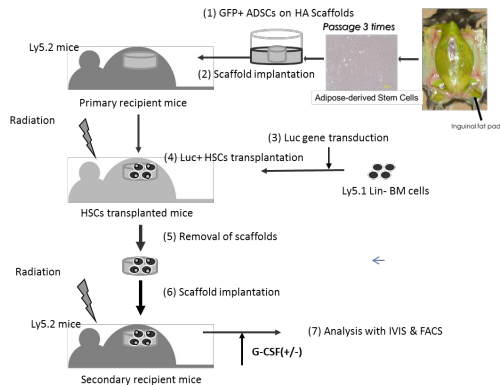 (1) GFP+ ADSCs on HA Scaffolds
Passage 3 times
Ly5.2 mice
(2) Scaffold implantation
Adipose-derived Stem Cells
Inguinal fat pad
Primary recipient mice
Radiation
(3) Luc gene transduction
(4) Luc+ HSCs transplantation
Ly5.1 Lin- BM cells
HSCs transplanted mice
(5) Removal of scaffolds
Radiation
(6) Scaffold implantation
Ly5.2 mice
(7) Analysis with IVIS & FACS
G-CSF(+/-)
Secondary recipient mice